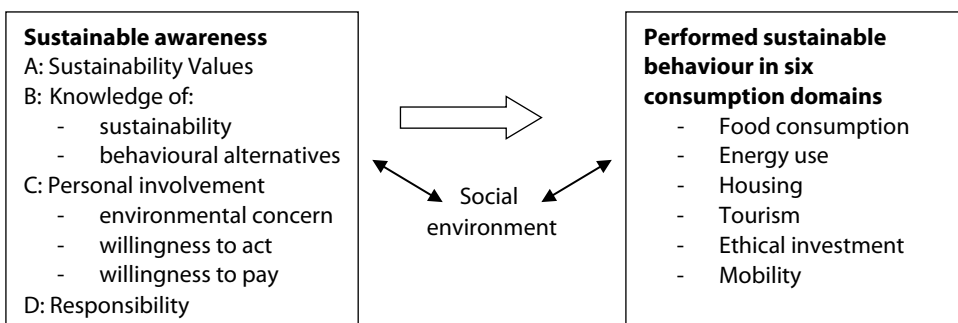 Sustainable awareness
A: Sustainability Values
B: Knowledge of:
- sustainability
- behavioural alternatives
C: Personal involvement
- environmental concern
- willingness to act
- willingness to pay
D: Responsibility
Social
environment
Performed sustainable
behaviour in six
consumption domains
- Food consumption
- Energy use
- Housing
- Tourism
- Ethical investment
- Mobility